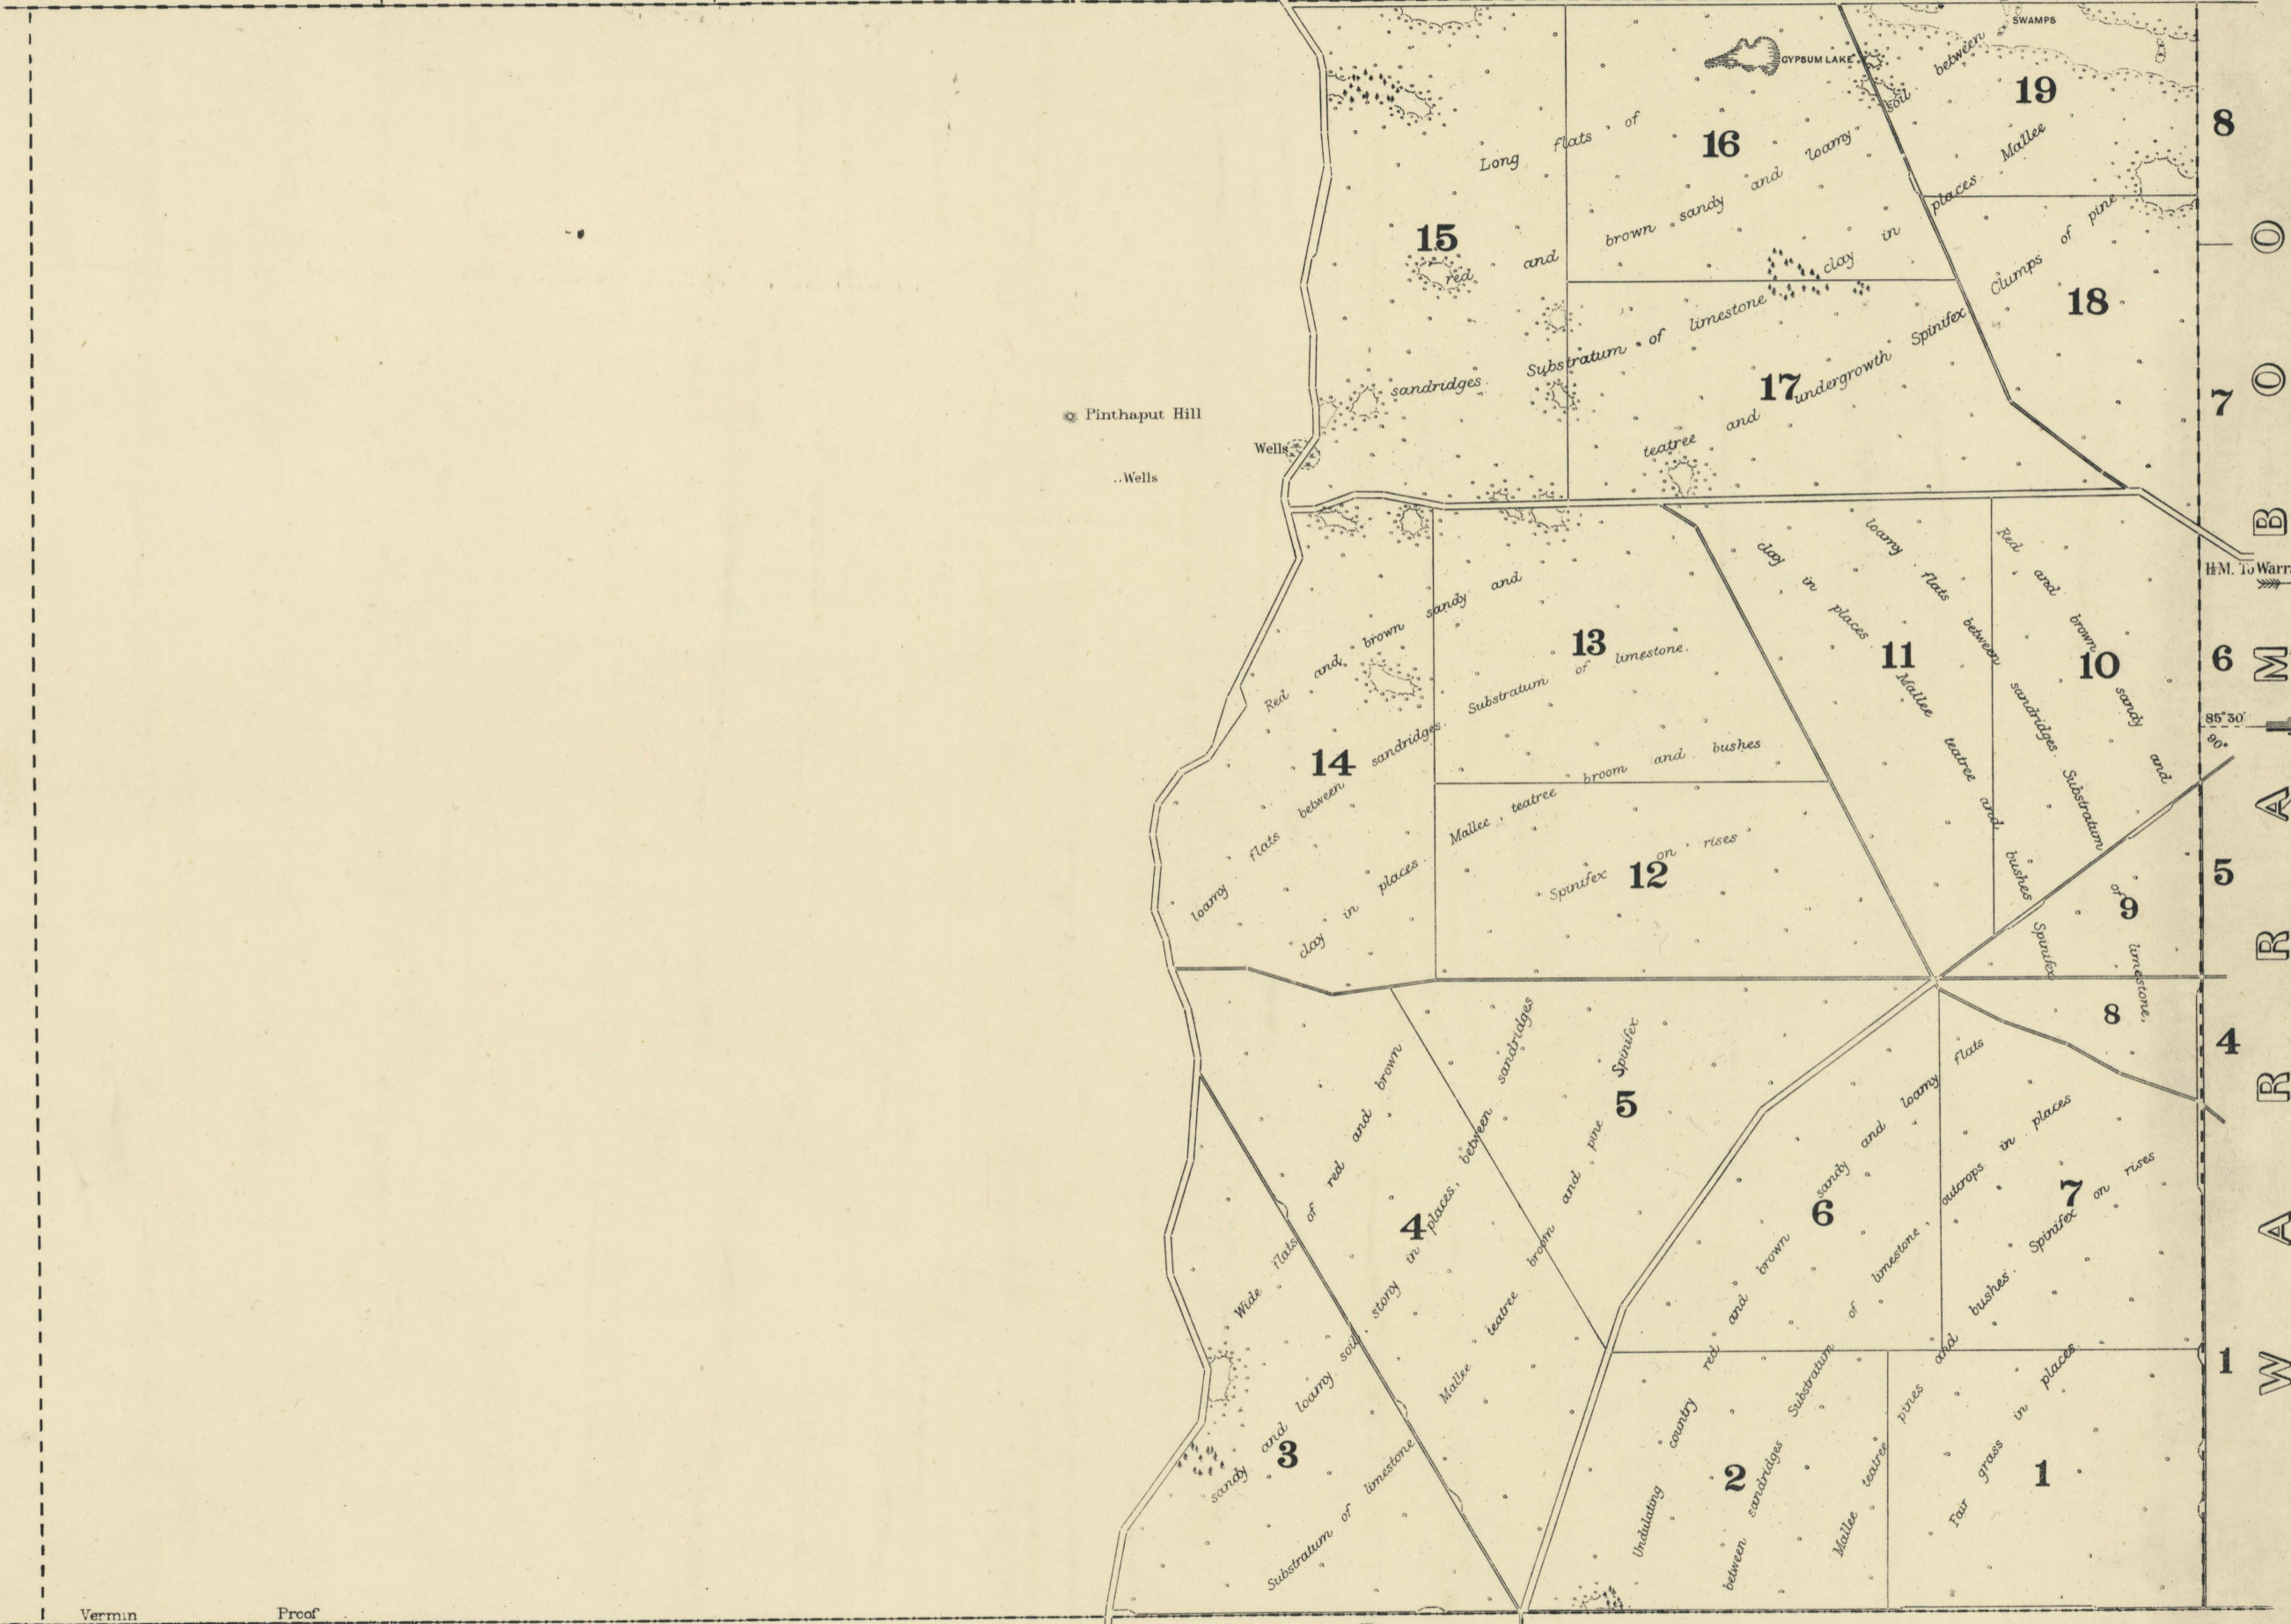 SWAMPS
GYPSUM LAKE
19
8
16
Long flats of red and brown sandy and loamy soil between
sandridges. Substratum of limestone clay in places. Mallee
teatree and undergrowth Spinifex Clumps of pine
15
18
17
7
Pinthaput Hill
Wells
Wells
H.M. To Warr
Red and brown sandy and
loamy flats between sandridges. Substratum of limestone.
clay in places. Mallee teatree broom and bushes
Spinifex on rises
13
14
12
Red and brown sandy and
loamy flats between sandridges. Substratum of limestone,
clay in places Mallee teatree and bushes Spinifex
11
10
6
85°30'
80°
5
9
8
4
Wide flats of red and brown
sandy and loamy soil, stony in places, between sandridges
Substratum of limestone Mallee teatree broom and pine Spinifex
5
4
3
Undulating country red and brown sandy and loamy flats
between sandridges Substratum of limestone, outcrops in places
Mallee teatree pines and bushes. Spinifex on rises
Fair grass in places
6
7
2
1
1
WARRAIMBOO
Vermin Proof